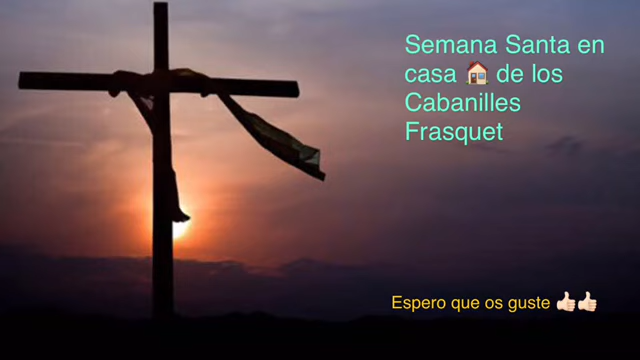 Semana Santa en
casa 🏠 de los
Cabanilles
Frasquet
Espero que os guste 👍🏻👍🏻